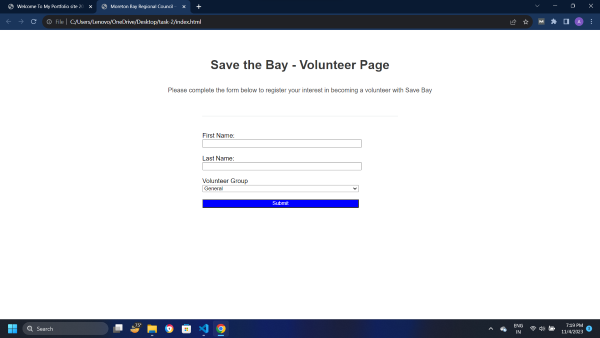 Welcome To My Portfolio site 2
Moreton Bay Regional Council
File
C:/Users/Lenovo/OneDrive/Desktop/task-2/index.html
Save the Bay - Volunteer Page
Please complete the form below to register your interest in becoming a volunteer with Save Bay
First Name:
Last Name:
Volunteer Group
General
Submit
Search
ENG
IN
7:59 PM
11/4/2023